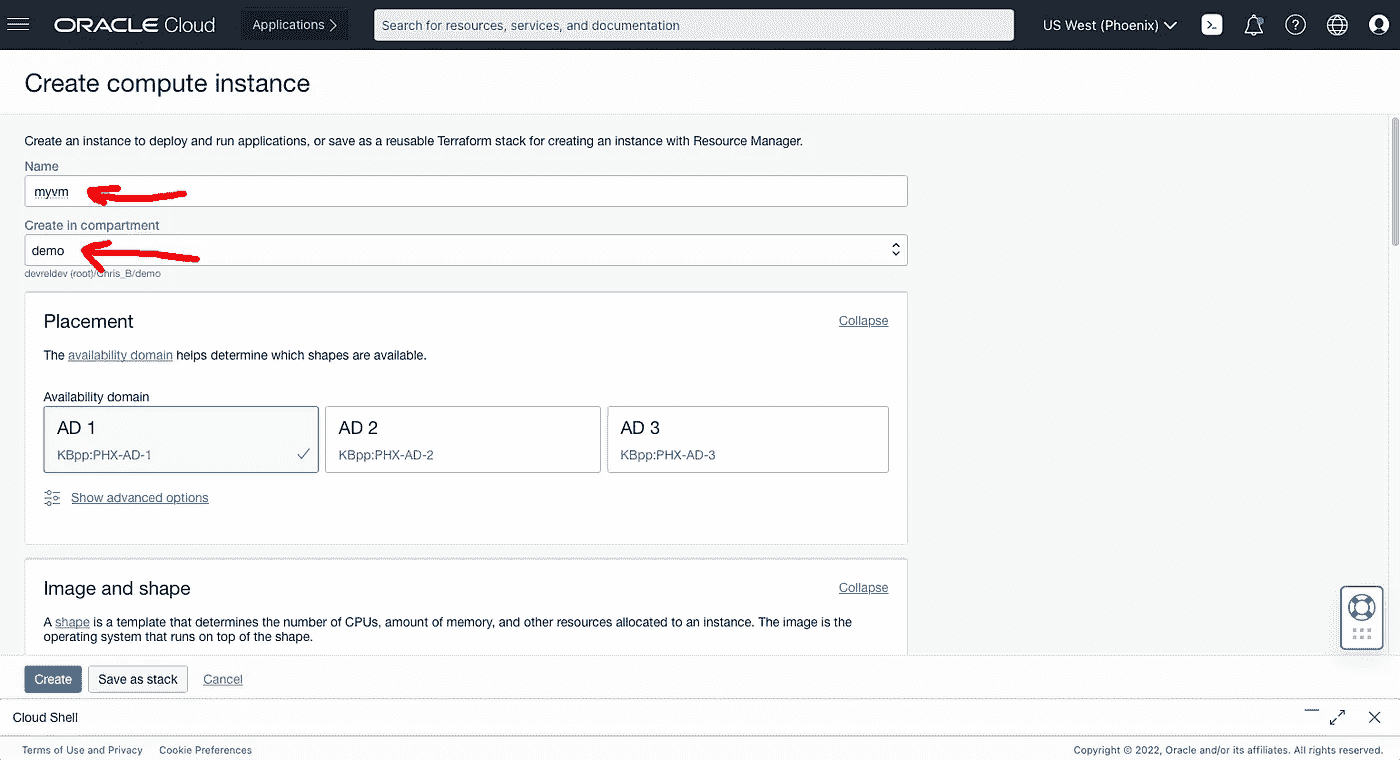 ORACLE Cloud
Applications
Search for resources, services, and documentation
US West (Phoenix)
Create compute instance
Create an instance to deploy and run applications, or save as a reusable Terraform stack for creating an instance with Resource Manager.
Name
myvm
Create in compartment
demo
devreldev (root)/Chris_B/demo
Placement
Collapse
The availability domain helps determine which shapes are available.
Availability domain
AD 1
AD 2
AD 3
KBpp:PHX-AD-1
KBpp:PHX-AD-2
KBpp:PHX-AD-3
Show advanced options
Image and shape
Collapse
A shape is a template that determines the number of CPUs, amount of memory, and other resources allocated to an instance. The image is the
operating system that runs on top of the shape.
Create
Save as stack
Cancel
Cloud Shell
Terms of Use and Privacy
Cookie Preferences
Copyright © 2022, Oracle and/or its affiliates. All rights reserved.